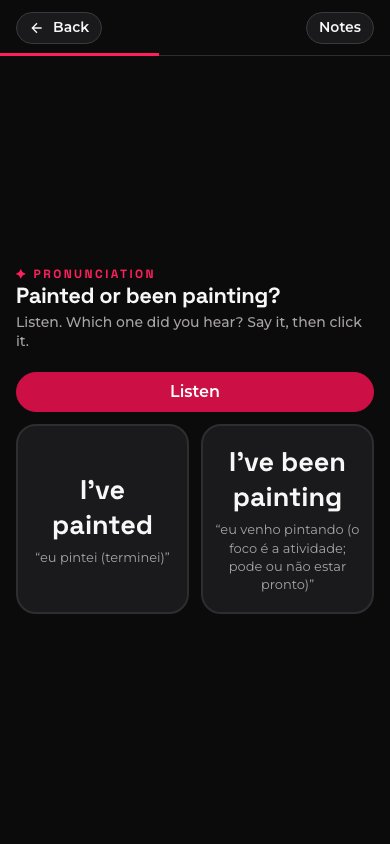 ← Back
Notes
✦ PRONUNCIATION
Painted or been painting?
Listen. Which one did you hear? Say it, then click
it.
Listen
I’ve
painted
“eu pintei (terminei)”
I’ve been
painting
“eu venho pintando (o
foco é a atividade;
pode ou não estar
pronto)”